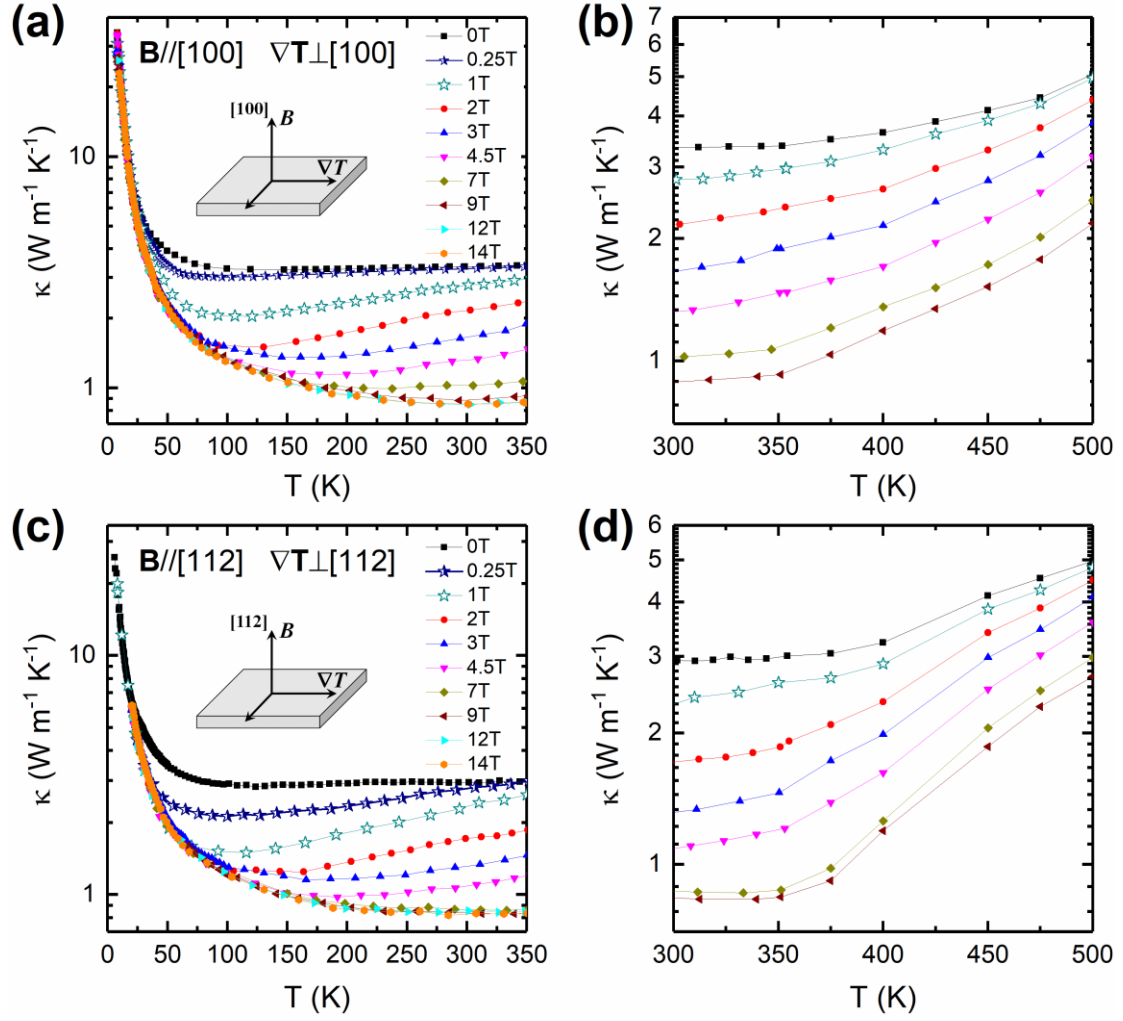 (a)
B//[100] ∇T⊥[100]
0T
0.25T
1T
2T
3T
4.5T
7T
9T
12T
14T
[100]
B
∇T
10
1
κ (W m⁻¹ K⁻¹)
0 50 100 150 200 250 300 350
T (K)
(b)
7
6
5
4
3
2
1
κ (W m⁻¹ K⁻¹)
300 350 400 450 500
T (K)
(c)
B//[112] ∇T⊥[112]
0T
0.25T
1T
2T
3T
4.5T
7T
9T
12T
14T
[112]
B
∇T
10
1
κ (W m⁻¹ K⁻¹)
0 50 100 150 200 250 300 350
T (K)
(d)
6
5
4
3
2
1
κ (W m⁻¹ K⁻¹)
300 350 400 450 500
T (K)